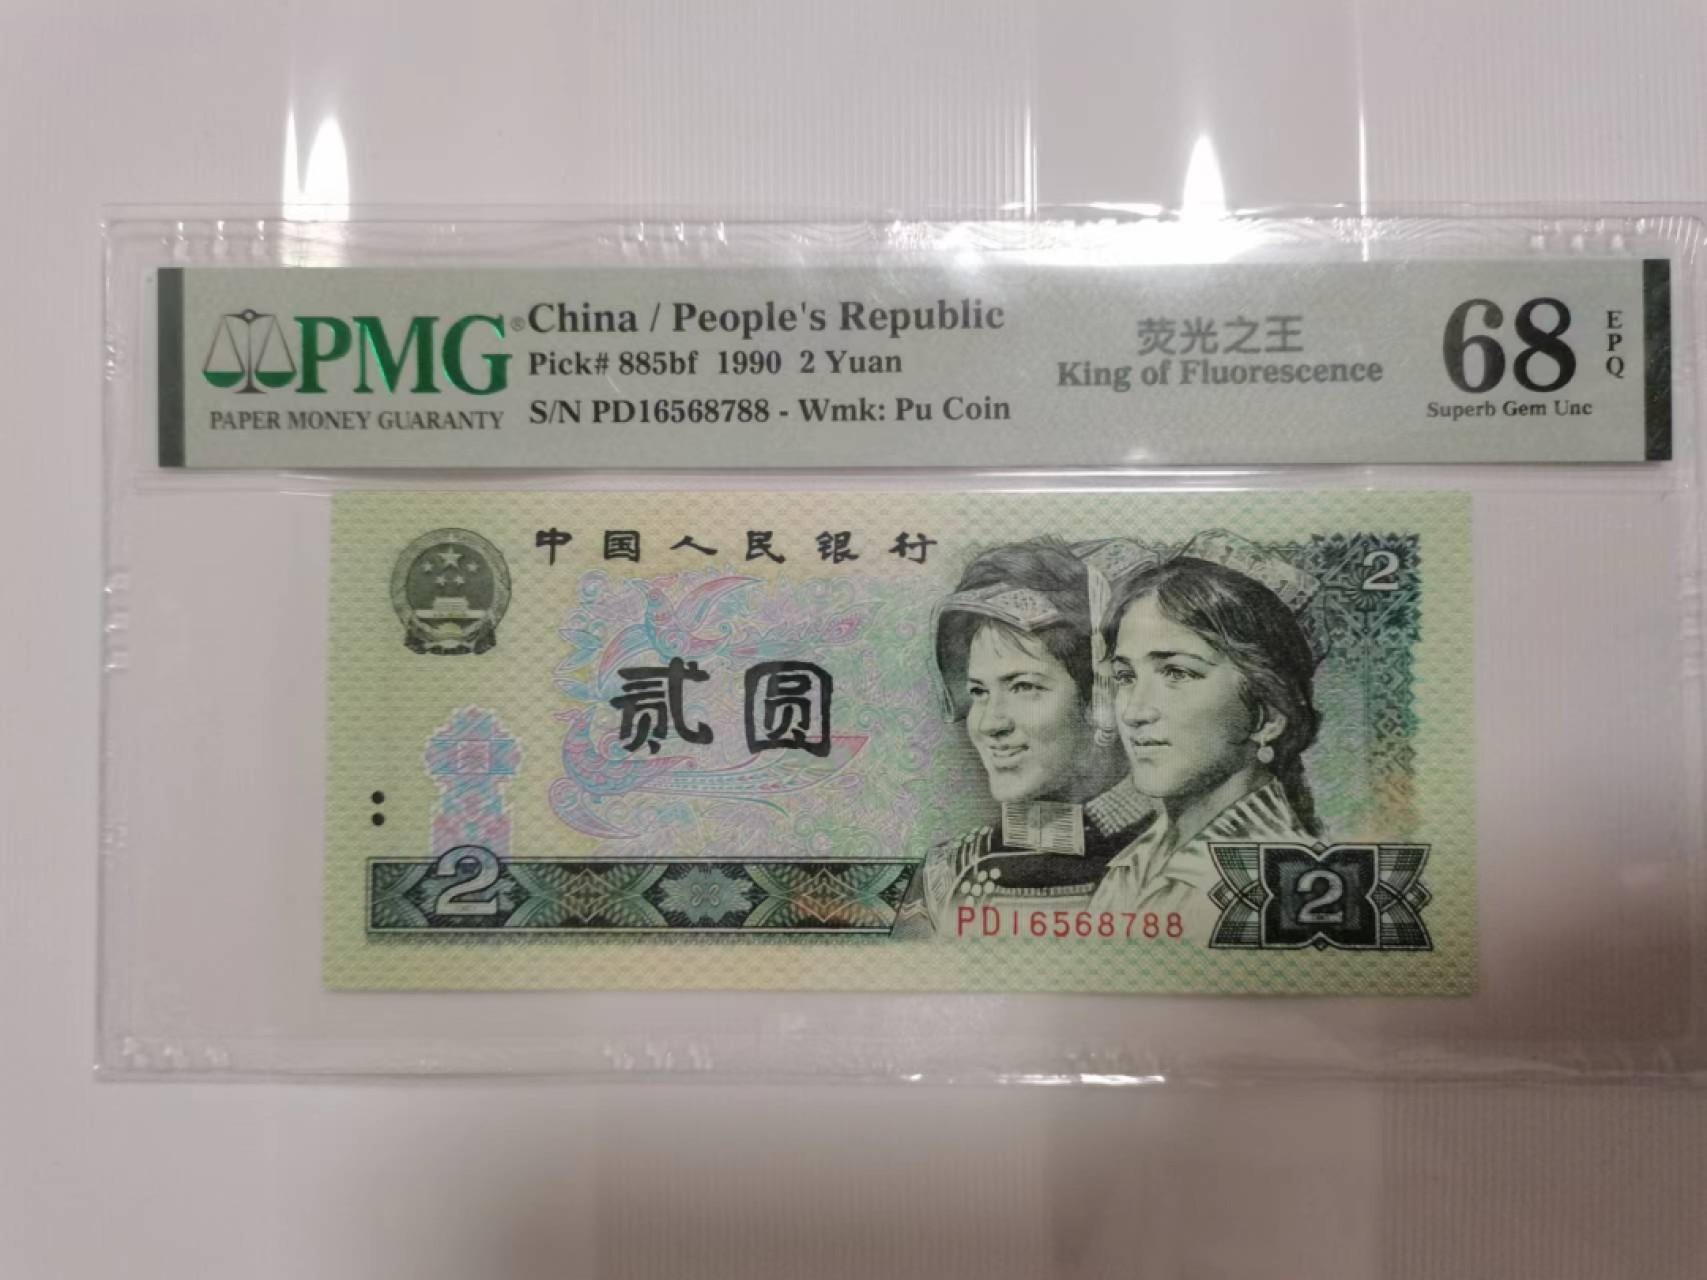 PMG®
PAPER MONEY GUARANTY
China / People's Republic
Pick# 885bf 1990 2 Yuan
S/N PD16568788 - Wmk: Pu Coin
荧光之王
King of Fluorescence
68
EPQ
Superb Gem Unc
中国人民银行
2
贰圆
2
PD16568788
2